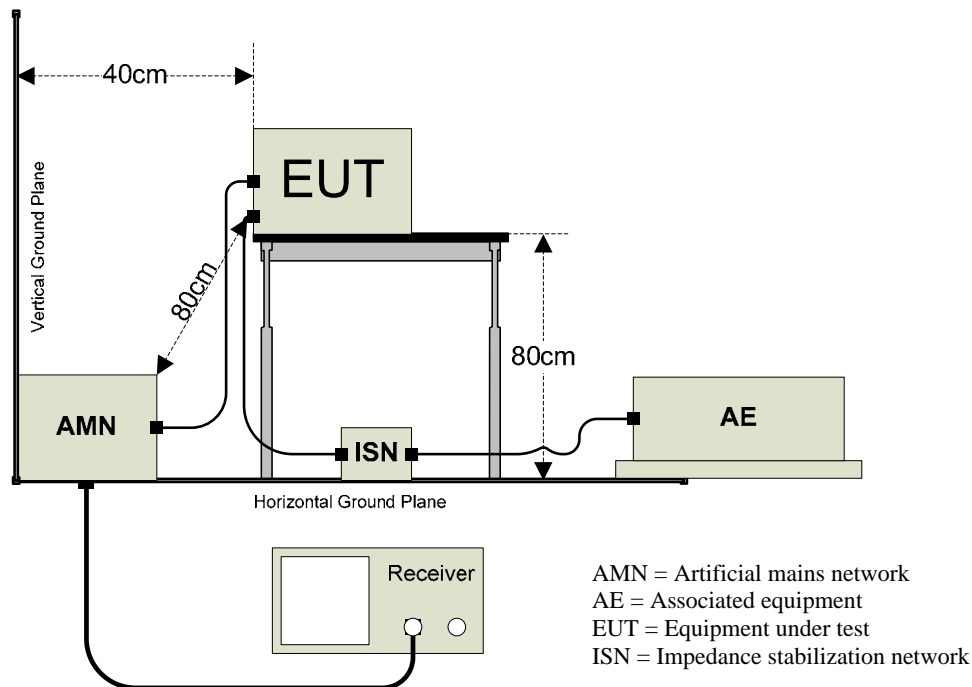 40cm
EUT
Vertical Ground Plane
80cm
80cm
AMN
ISN
AE
Horizontal Ground Plane
Receiver
AMN = Artificial mains network
AE = Associated equipment
EUT = Equipment under test
ISN = Impedance stabilization network